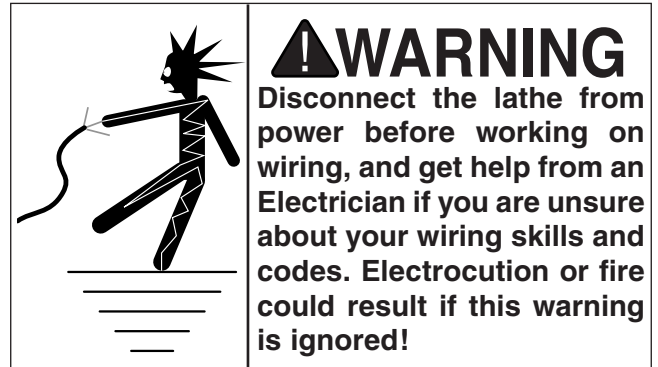 WARNING
Disconnect the lathe from
power before working on
wiring, and get help from an
Electrician if you are unsure
about your wiring skills and
codes. Electrocution or fire
could result if this warning
is ignored!